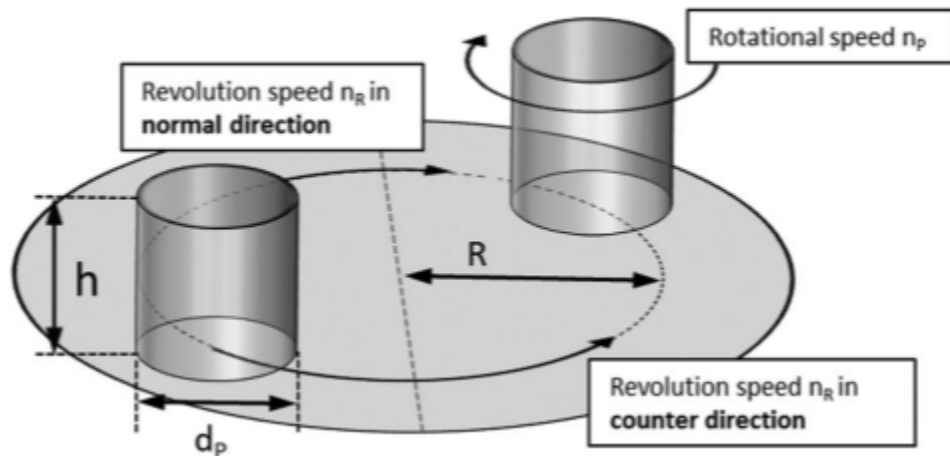 Rotational speed nₚ
Revolution speed nR in
normal direction
h
R
dₚ
Revolution speed nR in
counter direction